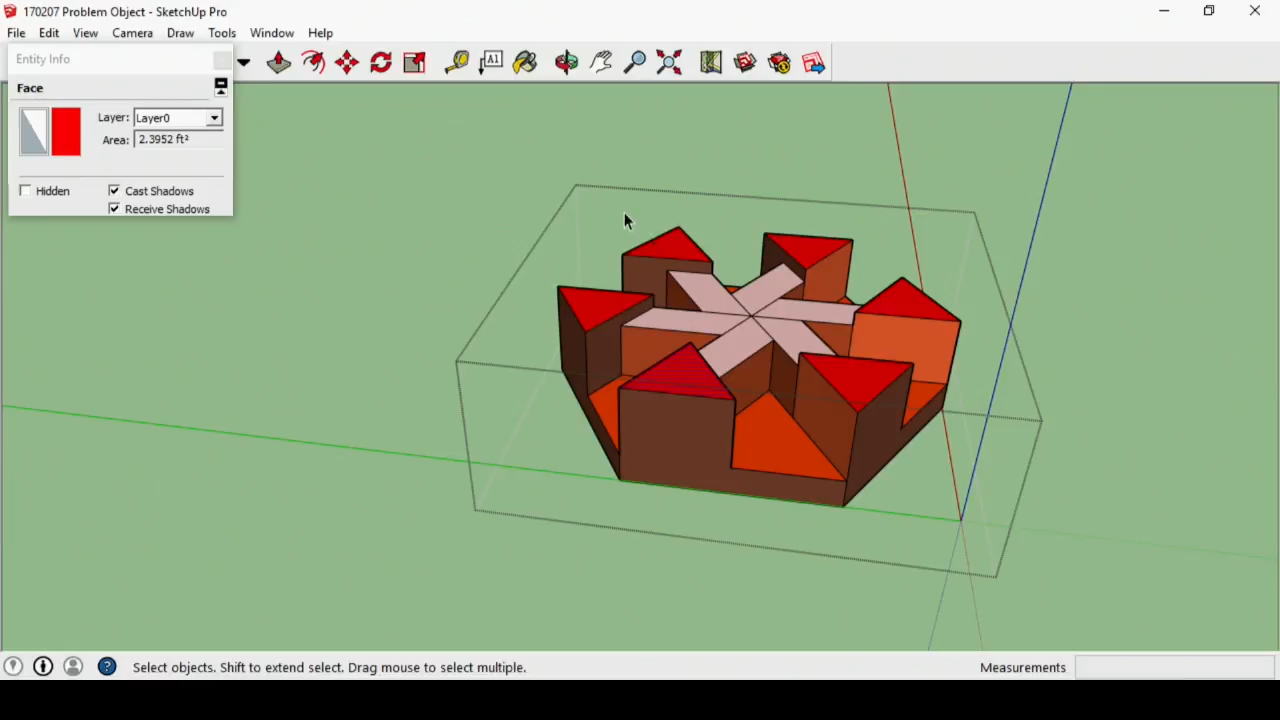 170207 Problem Object - SketchUp Pro
File Edit View Camera Draw Tools Window Help
Entity Info
A1
Face
Layer: Layer0
Area: 2.3952 ft²
Hidden Cast Shadows
Receive Shadows
Select objects. Shift to extend select. Drag mouse to select multiple. Measurements